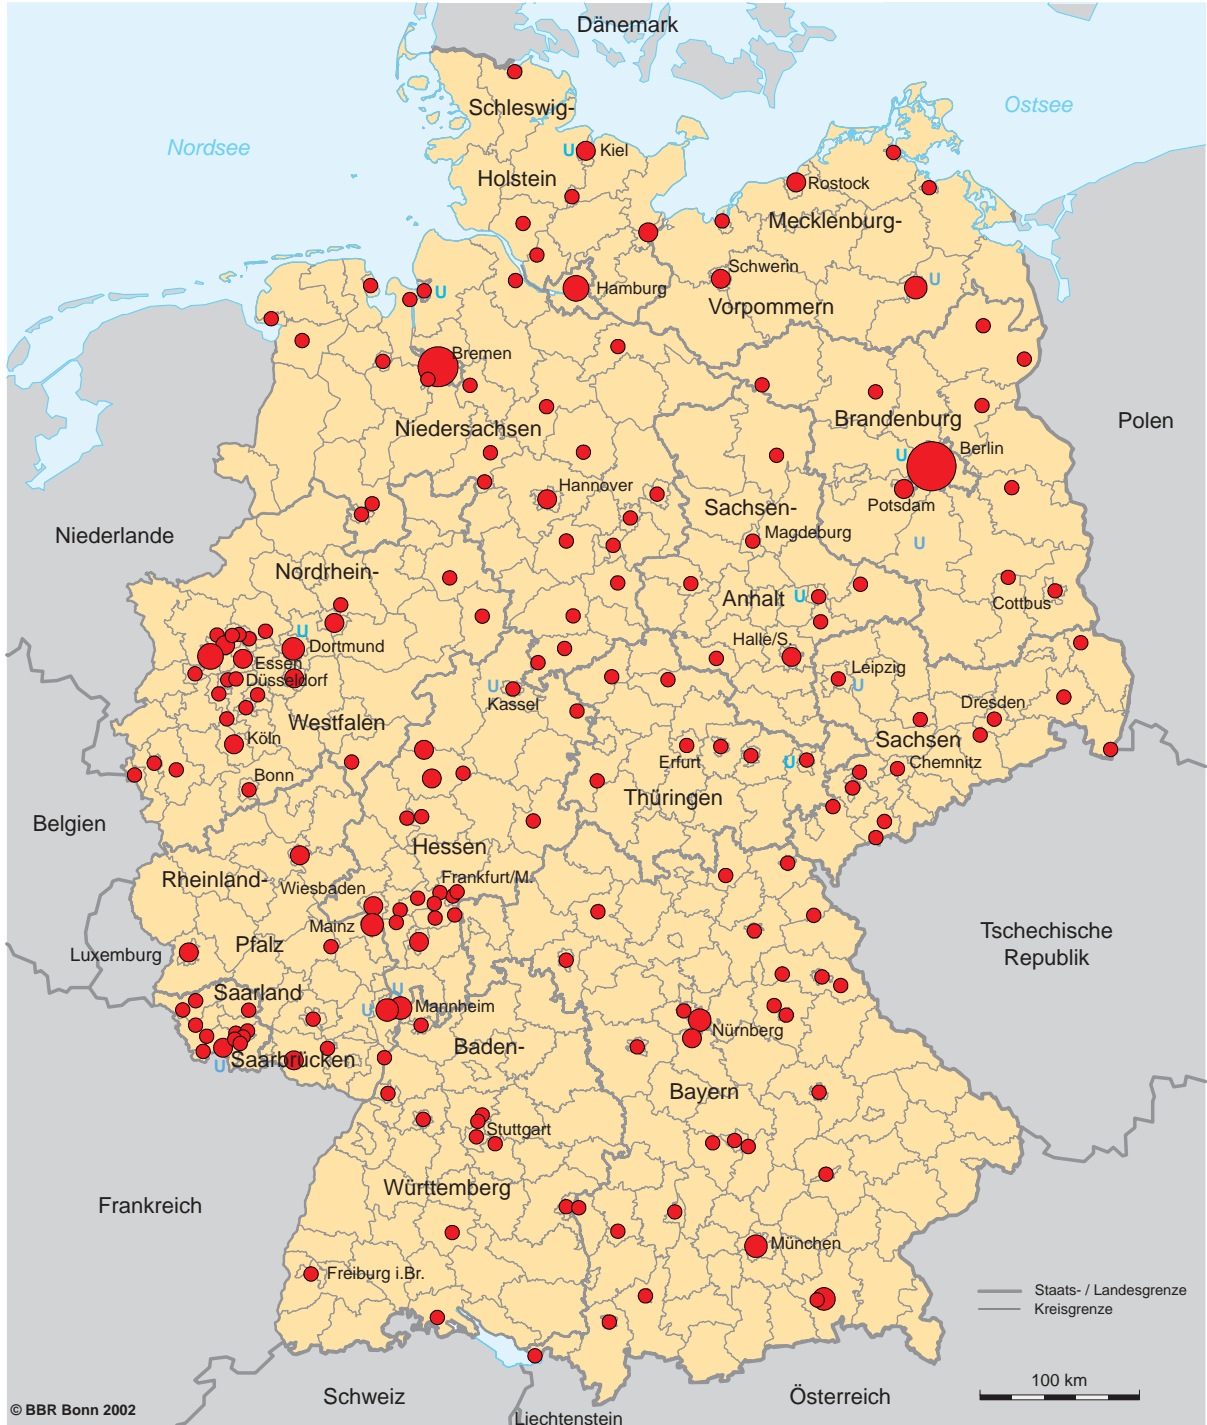 Dänemark
Ostsee
Schleswig-
Nordsee
U
Kiel
Holstein
Rostock
Mecklenburg-
Schwerin
U
Hamburg
U
Vorpommern
Bremen
Brandenburg
Polen
Niedersachsen
Berlin
U
Hannover
Potsdam
Sachsen-
Niederlande
Magdeburg
U
Nordrhein-
Anhalt
U
Cottbus
U
Halle/S.
Dortmund
Essen
Leipzig
Düsseldorf
U
U
Kassel
Dresden
Westfalen
Köln
Sachsen
Erfurt
U
Chemnitz
Bonn
Thüringen
Belgien
Hessen
Rheinland-
Frankfurt/M.
Wiesbaden
Mainz
Tschechische
Republik
Pfalz
Luxemburg
Saarland
U
U
Mannheim
Nürnberg
Baden-
Saarbrücken
U
Bayern
Stuttgart
Württemberg
Frankreich
München
Freiburg i.Br.
Staats- / Landesgrenze
Kreisgrenze
100 km
Schweiz
Österreich
© BBR Bonn 2002
Liechtenstein